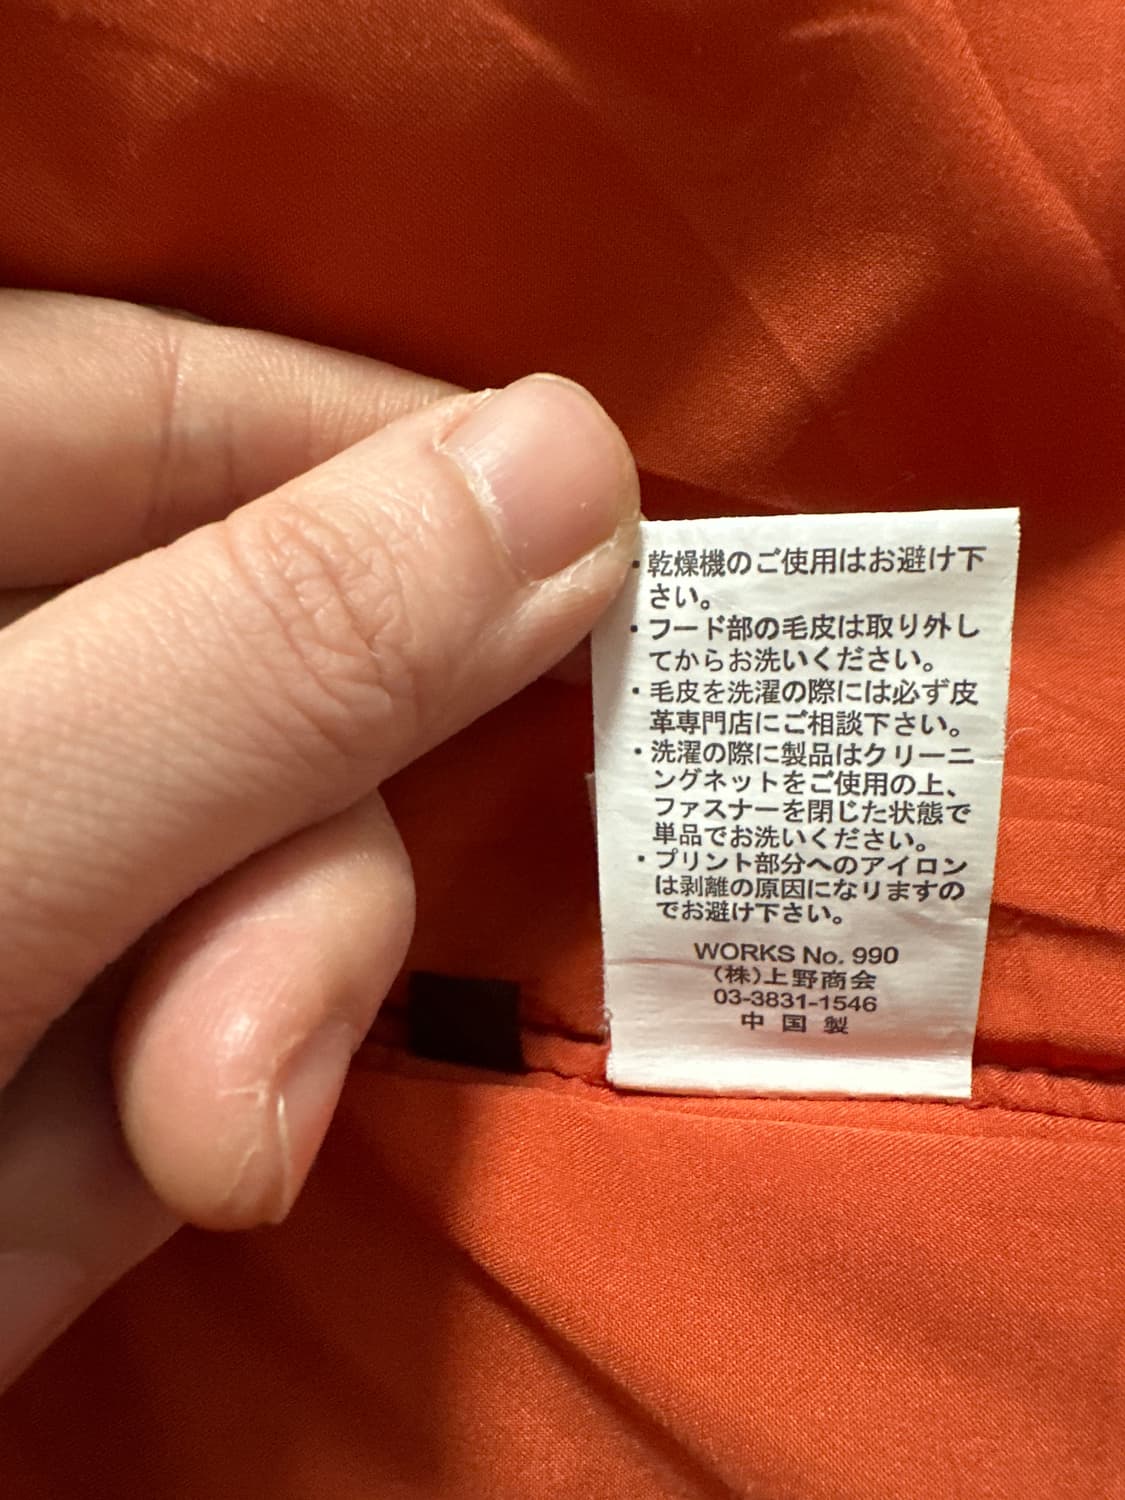 ・乾燥機のご使用はお避け下
さい。
・フード部の毛皮は取り外し
てからお洗いください。
・毛皮を洗濯の際には必ず皮
革専門店にご相談下さい。
・洗濯の際に製品はクリーニ
ングネットをご使用の上、
ファスナーを閉じた状態で
単品でお洗いください。
・プリント部分へのアイロン
は剥離の原因になりますの
でお避け下さい。
WORKS No. 990
(株)上野商会
03-3831-1546
中国製